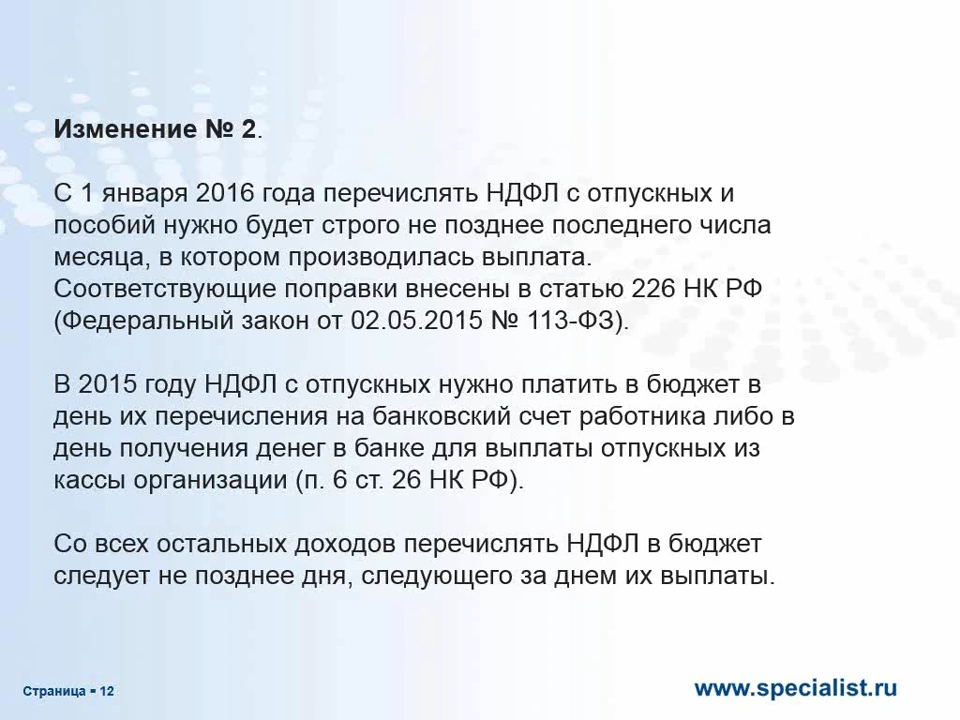 Изменение № 2.
С 1 января 2016 года перечислять НДФЛ с отпускных и
пособий нужно будет строго не позднее последнего числа
месяца, в котором производилась выплата.
Соответствующие поправки внесены в статью 226 НК РФ
(Федеральный закон от 02.05.2015 № 113-ФЗ).
В 2015 году НДФЛ с отпускных нужно платить в бюджет в
день их перечисления на банковский счет работника либо в
день получения денег в банке для выплаты отпускных из
кассы организации (п. 6 ст. 26 НК РФ).
Со всех остальных доходов перечислять НДФЛ в бюджет
следует не позднее дня, следующего за днем их выплаты.
Страница ▪ 12
www.specialist.ru